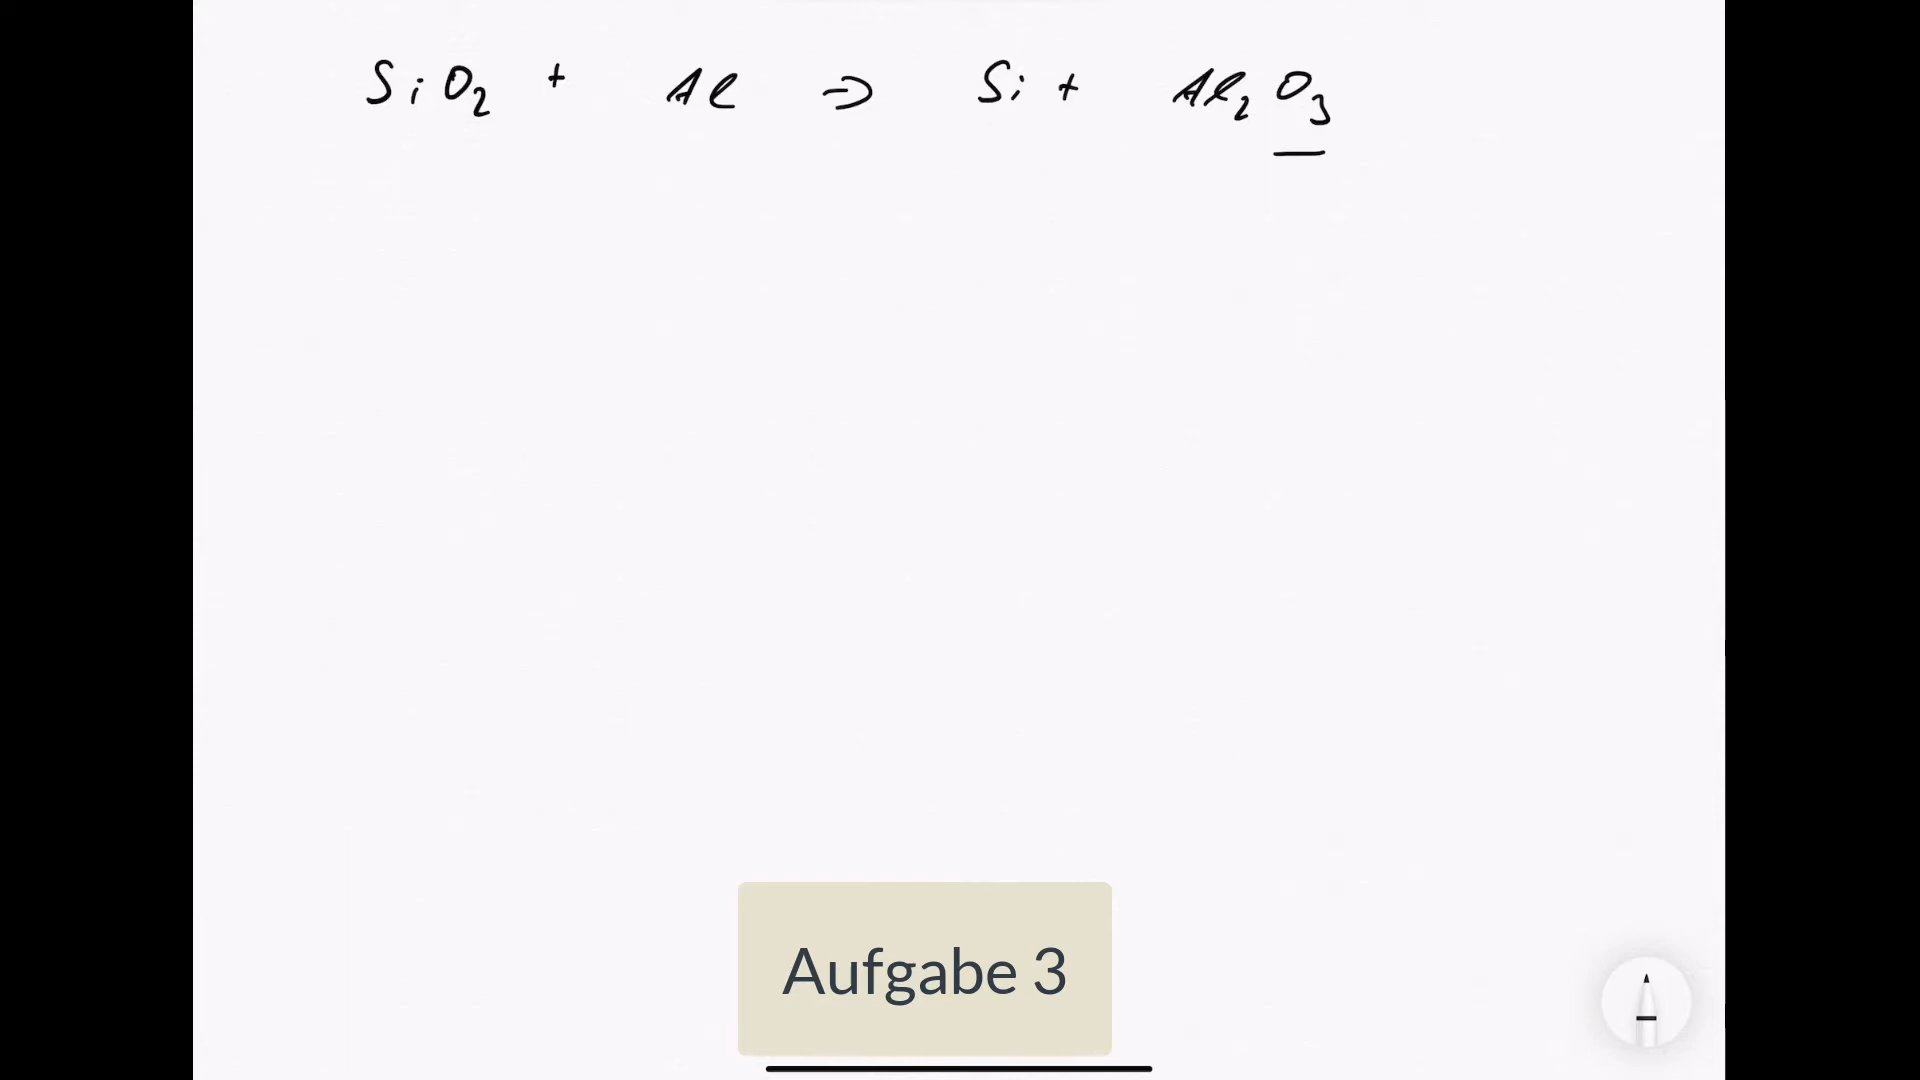 SiO₂ + Al ⇒ Si + Al₂O₃
Aufgabe 3